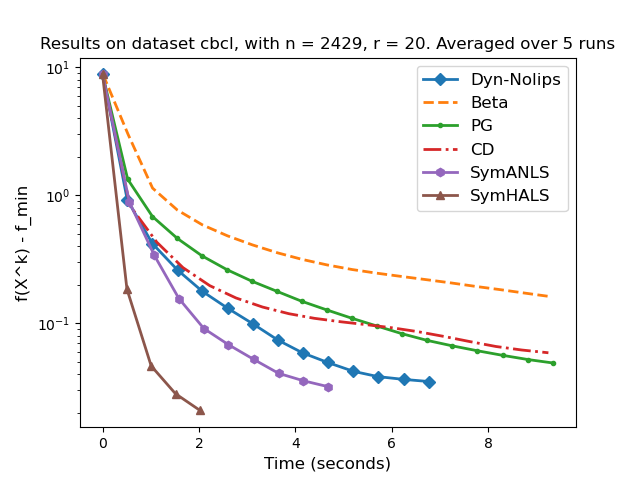 Results on dataset cbcl, with n = 2429, r = 20. Averaged over 5 runs
10^1
10^0
10^−1
f(X^k) - f_min
Dyn-Nolips
Beta
PG
CD
SymANLS
SymHALS
0 2 4 6 8
Time (seconds)